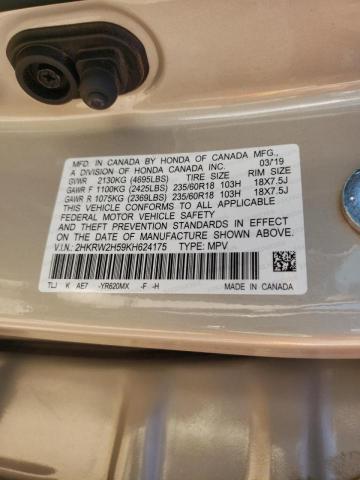 MFD. IN CANADA BY HONDA OF CANADA MFG.,
A DIVISION OF HONDA CANADA INC. 03/19
GVWR 2130KG (4695LBS) TIRE SIZE RIM SIZE
GAWR F 1100KG (2425LBS) 235/60R18 103H 18X7.5J
GAWR R 1075KG (2369LBS) 235/60R18 103H 18X7.5J
THIS VEHICLE CONFORMS TO ALL APPLICABLE
FEDERAL MOTOR VEHICLE SAFETY
AND THEFT PREVENTION STANDARDS IN EFFECT
ON THE DATE OF MANUFACTURE SHOWN ABOVE.
V.I.N.: 2HKRW2H59KH624175 TYPE: MPV
TLJ K AE7 -YR620MX -F -H MADE IN CANADA